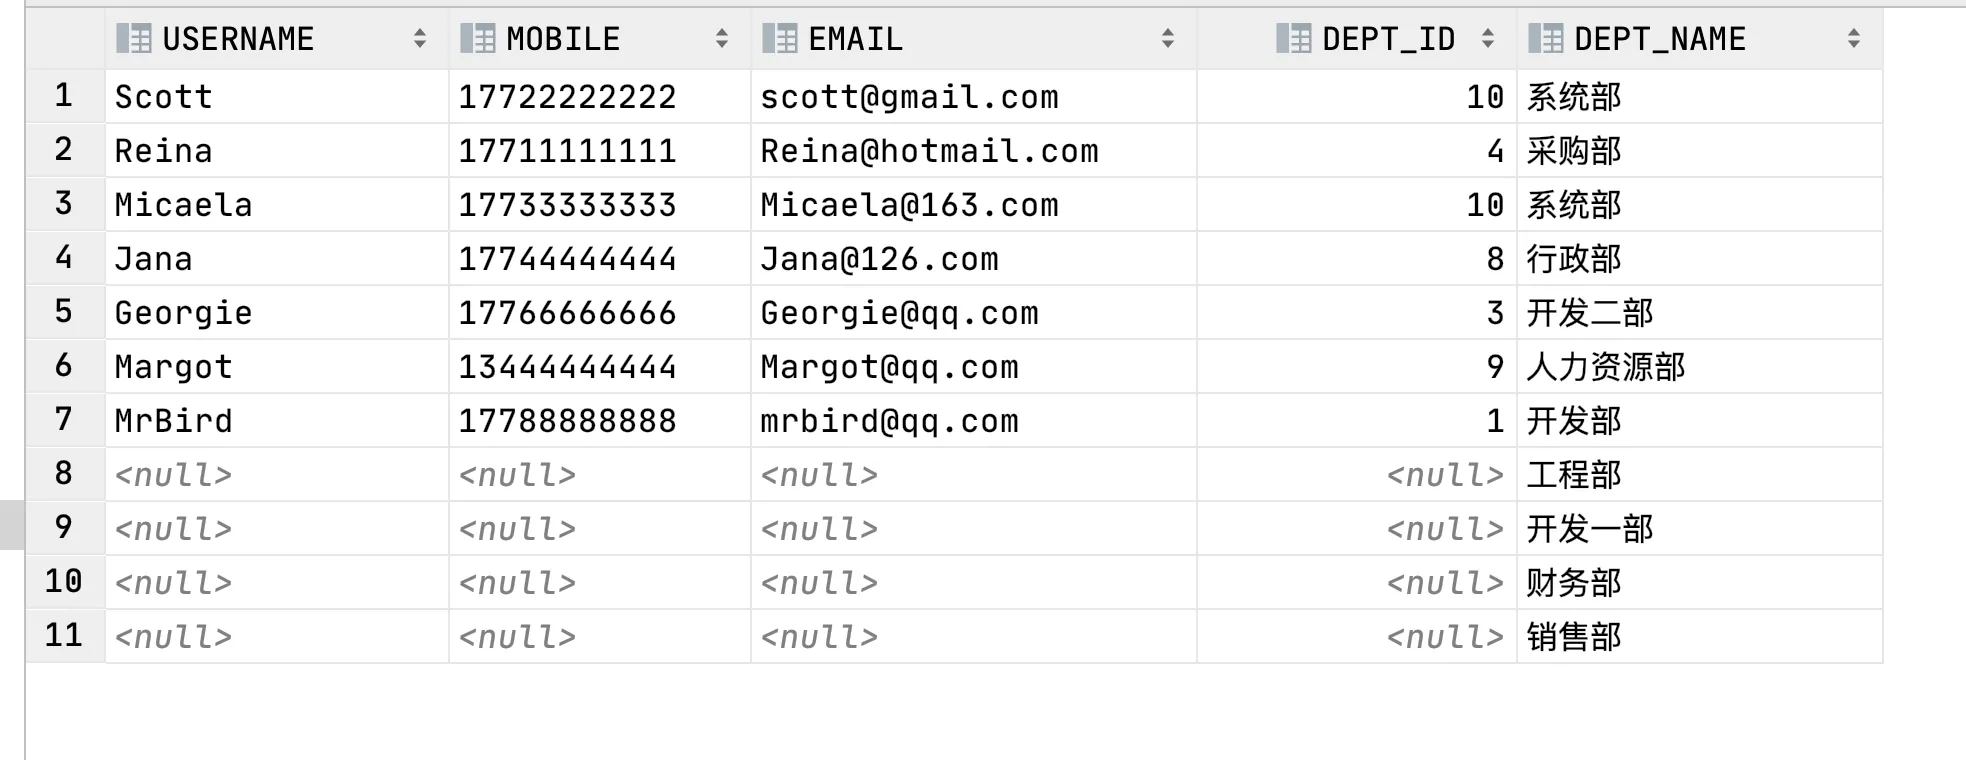 USERNAME MOBILE EMAIL DEPT_ID DEPT_NAME
1 Scott 17722222222 scott@gmail.com 10 系统部
2 Reina 17711111111 Reina@hotmail.com 4 采购部
3 Micaela 17733333333 Micaela@163.com 10 系统部
4 Jana 17744444444 Jana@126.com 8 行政部
5 Georgie 17766666666 Georgie@qq.com 3 开发二部
6 Margot 13444444444 Margot@qq.com 9 人力资源部
7 MrBird 17788888888 mrbird@qq.com 1 开发部
8 <null> <null> <null> <null> 工程部
9 <null> <null> <null> <null> 开发一部
10 <null> <null> <null> <null> 财务部
11 <null> <null> <null> <null> 销售部